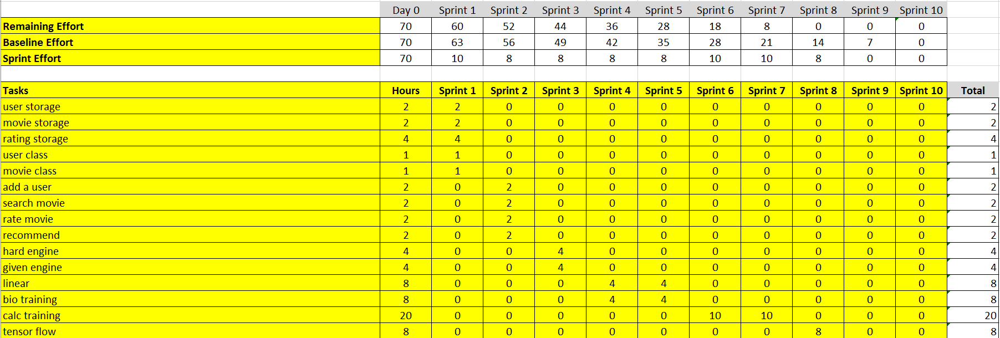 Day 0 Sprint 1 Sprint 2 Sprint 3 Sprint 4 Sprint 5 Sprint 6 Sprint 7 Sprint 8 Sprint 9 Sprint 10
Remaining Effort 70 60 52 44 36 28 18 8 0 0 0
Baseline Effort 70 63 56 49 42 35 28 21 14 7 0
Sprint Effort 70 10 8 8 8 8 10 10 8 0 0
Tasks Hours Sprint 1 Sprint 2 Sprint 3 Sprint 4 Sprint 5 Sprint 6 Sprint 7 Sprint 8 Sprint 9 Sprint 10 Total
user storage 2 2 0 0 0 0 0 0 0 0 0 2
movie storage 2 2 0 0 0 0 0 0 0 0 0 2
rating storage 4 4 0 0 0 0 0 0 0 0 0 4
user class 1 1 0 0 0 0 0 0 0 0 0 1
movie class 1 1 0 0 0 0 0 0 0 0 0 1
add a user 2 0 2 0 0 0 0 0 0 0 0 2
search movie 2 0 2 0 0 0 0 0 0 0 0 2
rate movie 2 0 2 0 0 0 0 0 0 0 0 2
recommend 2 0 2 0 0 0 0 0 0 0 0 2
hard engine 4 0 0 4 0 0 0 0 0 0 0 4
given engine 4 0 0 4 0 0 0 0 0 0 0 4
linear 8 0 0 0 4 4 0 0 0 0 0 8
bio training 8 0 0 0 4 4 0 0 0 0 0 8
calc training 20 0 0 0 0 0 10 10 0 0 0 20
tensor flow 8 0 0 0 0 0 0 0 8 0 0 8